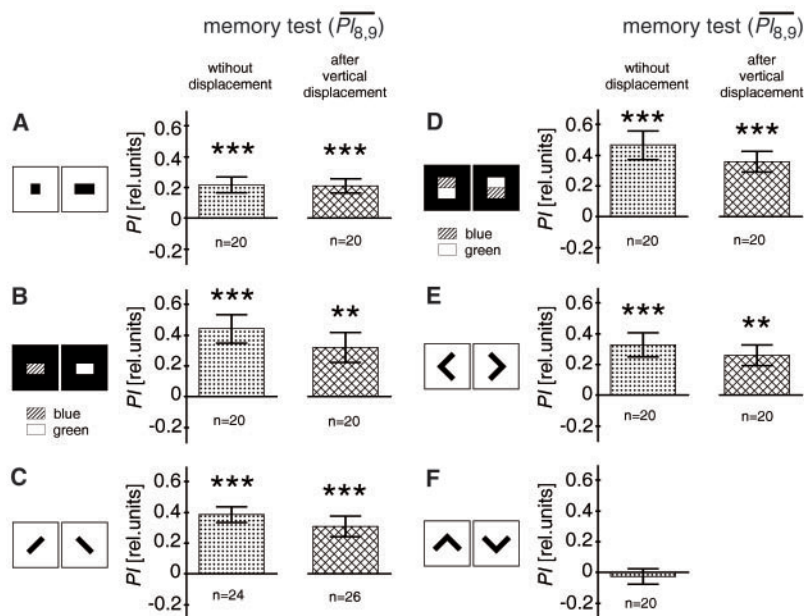 memory test (PI8,9)
memory test (PI8,9)
wtihout
displacement
after
vertical
displacement
wtihout
displacement
after
vertical
displacement
A
PI [rel.units]
0.6
0.4
0.2
0
-0.2
***
***
n=20
n=20
D
blue
green
PI [rel.units]
0.6
0.4
0.2
0
-0.2
***
***
n=20
n=20
B
blue
green
PI [rel.units]
0.6
0.4
0.2
0
-0.2
***
**
n=20
n=20
E
PI [rel.units]
0.6
0.4
0.2
0
-0.2
***
**
n=20
n=20
C
PI [rel.units]
0.6
0.4
0.2
0
-0.2
***
***
n=24
n=26
F
PI [rel.units]
0.6
0.4
0.2
0
-0.2
n=20